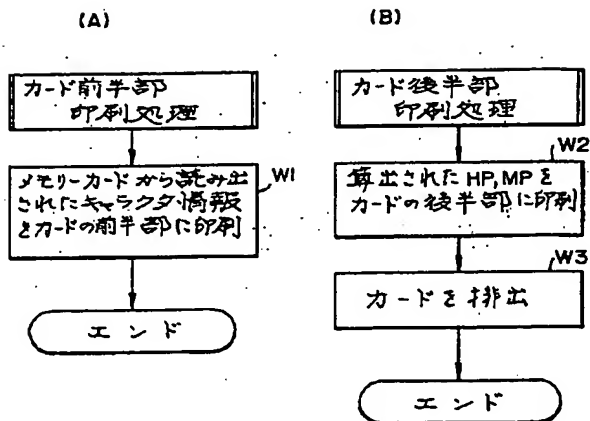 (A)
カード前半部
印刷処理
W1
メモリーカードから読み出
されたキャラクタ情報
をカードの前半部に印刷
エンド
(B)
カード後半部
印刷処理
W2
算出されたHP,MPを
カードの後半部に印刷
W3
カードを排出
エンド